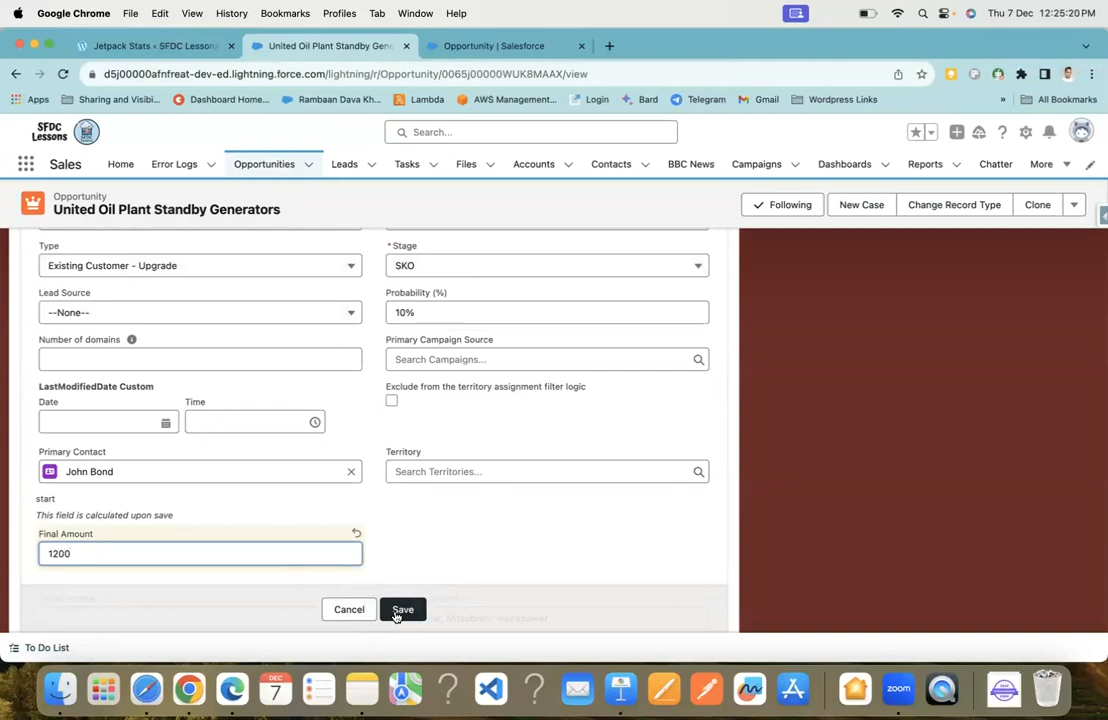 Google Chrome File Edit View History Bookmarks Profiles Tab Window Help Thu 7 Dec 12:25:20 PM
Jetpack Stats ‹ SFDC Lesson United Oil Plant Standby Gene Opportunity | Salesforce
d5j00000afnfreat-dev-ed.lightning.force.com/lightning/r/Opportunity/0065j00000WUK8MAAX/view
Apps Sharing and Visibi... Dashboard Home... Rambaan Dava Kh... Lambda AWS Management... Login Bard Telegram Gmail Wordpress Links » All Bookmarks
SFDC
Lessons
Search...
Sales Home Error Logs Opportunities Leads Tasks Files Accounts Contacts BBC News Campaigns Dashboards Reports Chatter More
Opportunity
United Oil Plant Standby Generators
Following New Case Change Record Type Clone
Type *Stage
Existing Customer - Upgrade SKO
Lead Source Probability (%)
--None-- 10%
Number of domains Primary Campaign Source
Search Campaigns...
LastModifiedDate Custom Exclude from the territory assignment filter logic
Date Time
Primary Contact Territory
John Bond Search Territories...
start
This field is calculated upon save
Final Amount
1200
Cancel Save
To Do List
DEC
7
zoom